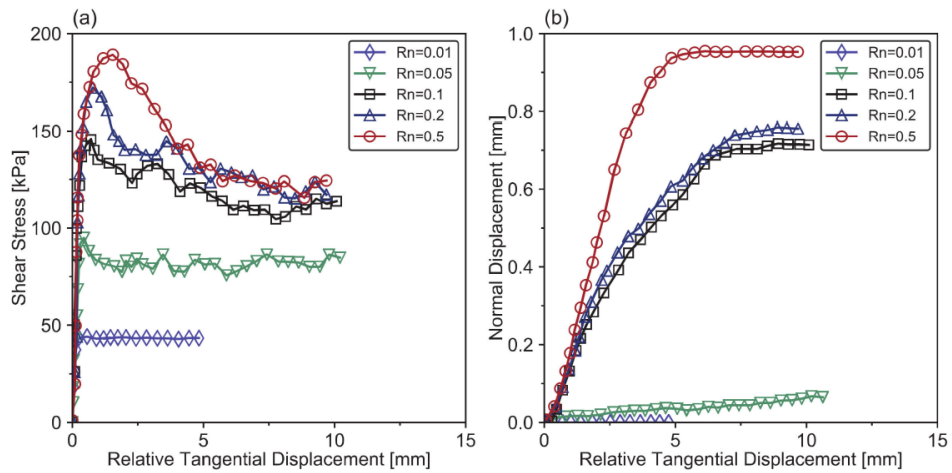 (a)
200
150
100
50
0
Shear Stress [kPa]
Rn=0.01
Rn=0.05
Rn=0.1
Rn=0.2
Rn=0.5
0 5 10 15
Relative Tangential Displacement [mm]
(b)
1.0
0.8
0.6
0.4
0.2
0.0
Normal Displacement [mm]
Rn=0.01
Rn=0.05
Rn=0.1
Rn=0.2
Rn=0.5
0 5 10 15
Relative Tangential Displacement [mm]